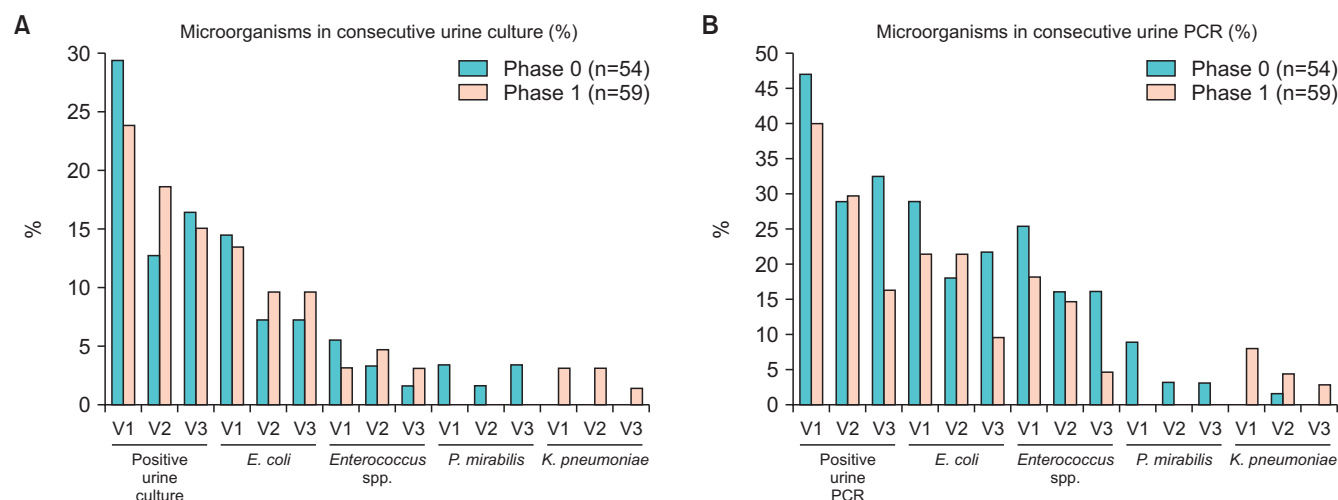 A
Microorganisms in consecutive urine culture (%)
Phase 0 (n=54)
Phase 1 (n=59)
30
25
20
15
10
5
0
%
V1 V2 V3 V1 V2 V3 V1 V2 V3 V1 V2 V3 V1 V2 V3
Positive urine culture
E. coli
Enterococcus spp.
P. mirabilis
K. pneumoniae
B
Microorganisms in consecutive urine PCR (%)
Phase 0 (n=54)
Phase 1 (n=59)
50
45
40
35
30
25
20
15
10
5
0
%
V1 V2 V3 V1 V2 V3 V1 V2 V3 V1 V2 V3 V1 V2 V3
Positive urine PCR
E. coli
Enterococcus spp.
P. mirabilis
K. pneumoniae